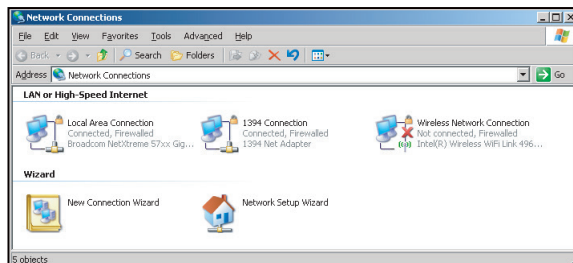 Network Connections
File Edit View Favorites Tools Advanced Help
Back Search Folders
Address Network Connections Go
LAN or High-Speed Internet
Local Area Connection
Connected, Firewalled
Broadcom NetXtreme 57xx Gig...
1394 Connection
Connected, Firewalled
1394 Net Adapter
Wireless Network Connection
Not connected, Firewalled
Intel(R) Wireless WiFi Link 496...
Wizard
New Connection Wizard
Network Setup Wizard
5 objects